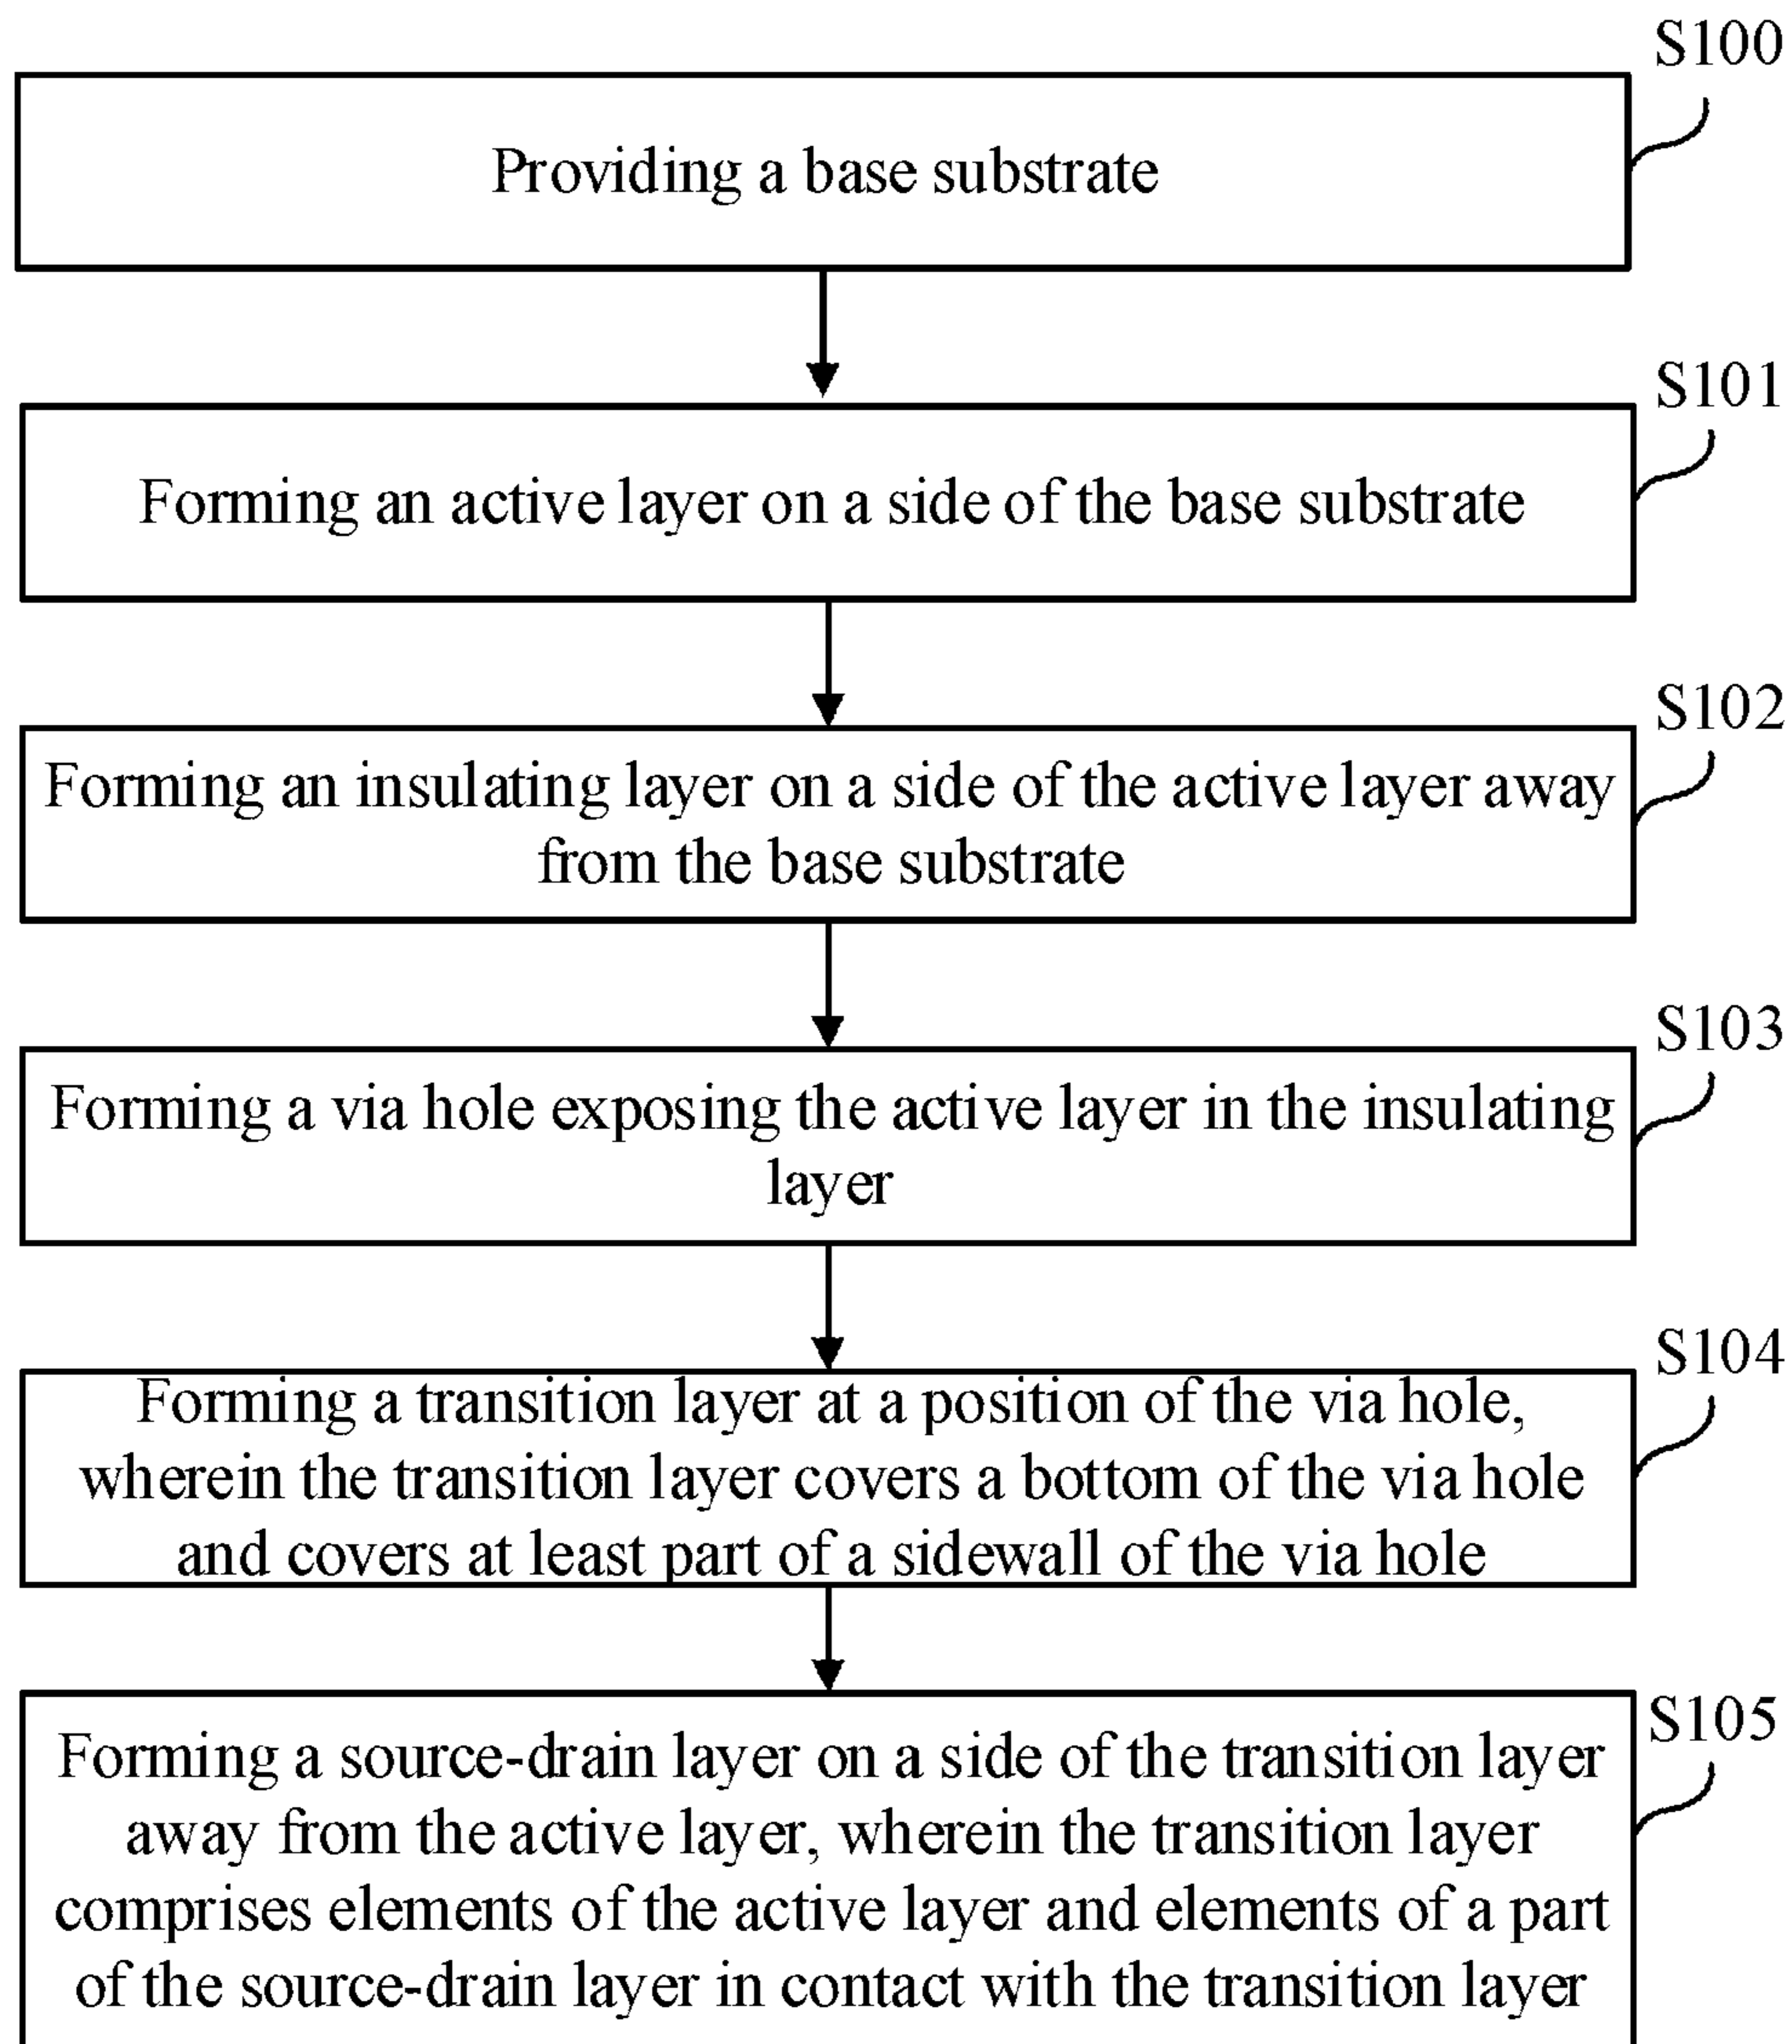 S100
Providing a base substrate
S101
Forming an active layer on a side of the base substrate
S102
Forming an insulating layer on a side of the active layer away
from the base substrate
S103
Forming a via hole exposing the active layer in the insulating
layer
S104
Forming a transition layer at a position of the via hole,
wherein the transition layer covers a bottom of the via hole
and covers at least part of a sidewall of the via hole
S105
Forming a source-drain layer on a side of the transition layer
away from the active layer, wherein the transition layer
comprises elements of the active layer and elements of a part
of the source-drain layer in contact with the transition layer